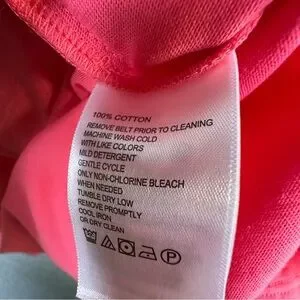 100% COTTON
REMOVE BELT PRIOR TO CLEANING
MACHINE WASH COLD
WITH LIKE COLORS
MILD DETERGENT
GENTLE CYCLE
ONLY NON-CHLORINE BLEACH
WHEN NEEDED
TUMBLE DRY LOW
REMOVE PROMPTLY
COOL IRON
OR DRY CLEAN